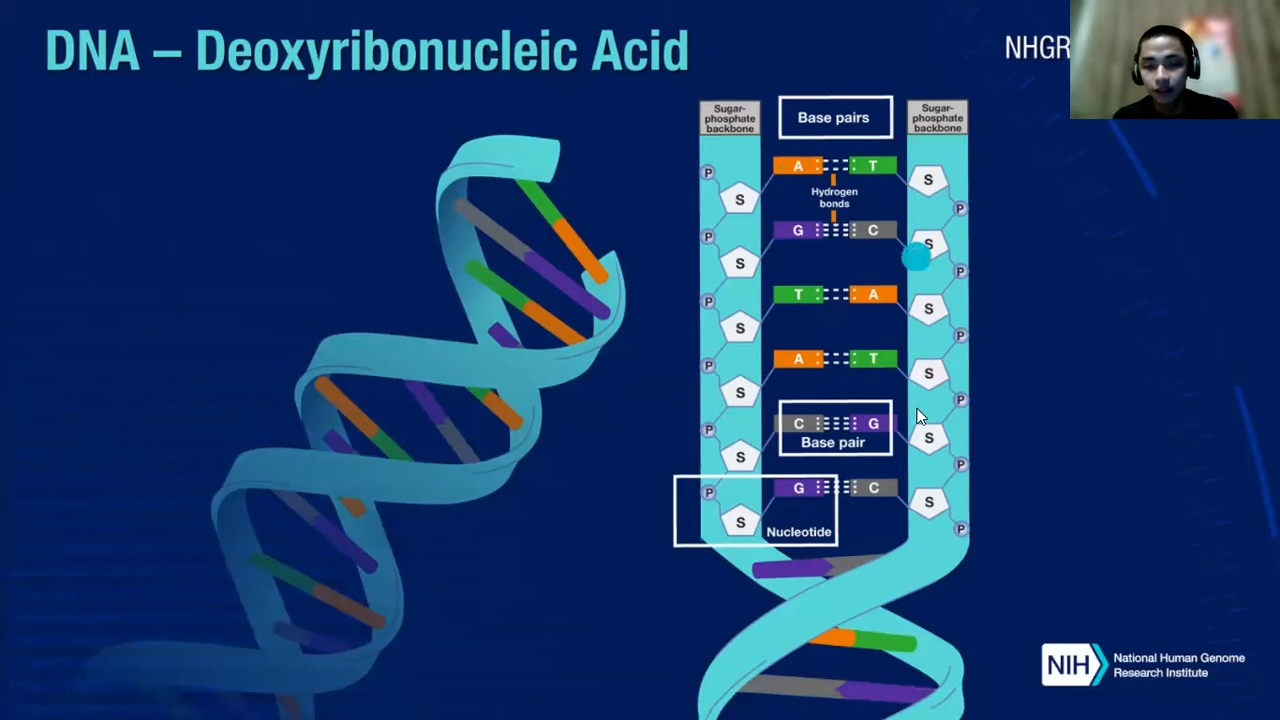 DNA – Deoxyribonucleic Acid
NHGR
Sugar-
phosphate
backbone
Base pairs
Sugar-
phosphate
backbone
P
A
T
S
S
Hydrogen
bonds
P
P
G
C
S
S
P
P
T
A
S
S
P
P
A
T
S
S
P
P
C
G
S
Base pair
S
P
P
G
C
S
S
Nucleotide
P
NIH
National Human Genome
Research Institute